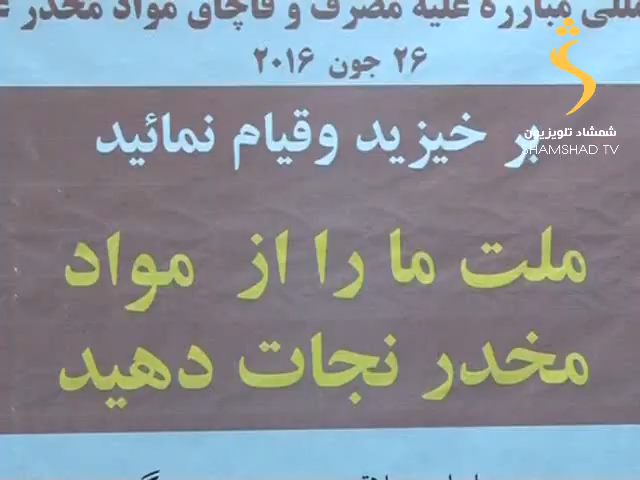 مبارزه علیه مصرف و قاچاق مواد مخدر
۲۶ جون ۲۰۱۶
شمشاد تلویزیون
SHAMSHAD TV
بر خیزید وقیام نمائید
ملت ما را از مواد
مخدر نجات دهید